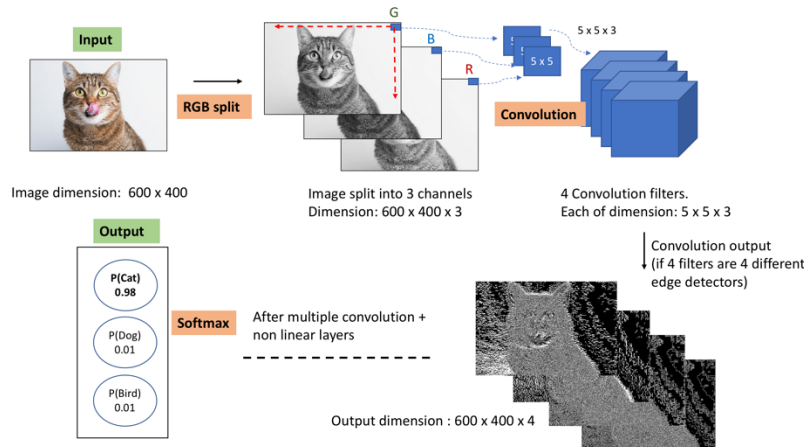 Input
RGB split
G
B
R
5
5
5 x 5
5 x 5 x 3
Convolution
Image dimension: 600 x 400
Image split into 3 channels
Dimension: 600 x 400 x 3
4 Convolution filters.
Each of dimension: 5 x 5 x 3
Convolution output
(if 4 filters are 4 different
edge detectors)
Output dimension : 600 x 400 x 4
After multiple convolution +
non linear layers
Softmax
Output
P(Cat)
0.98
P(Dog)
0.01
P(Bird)
0.01